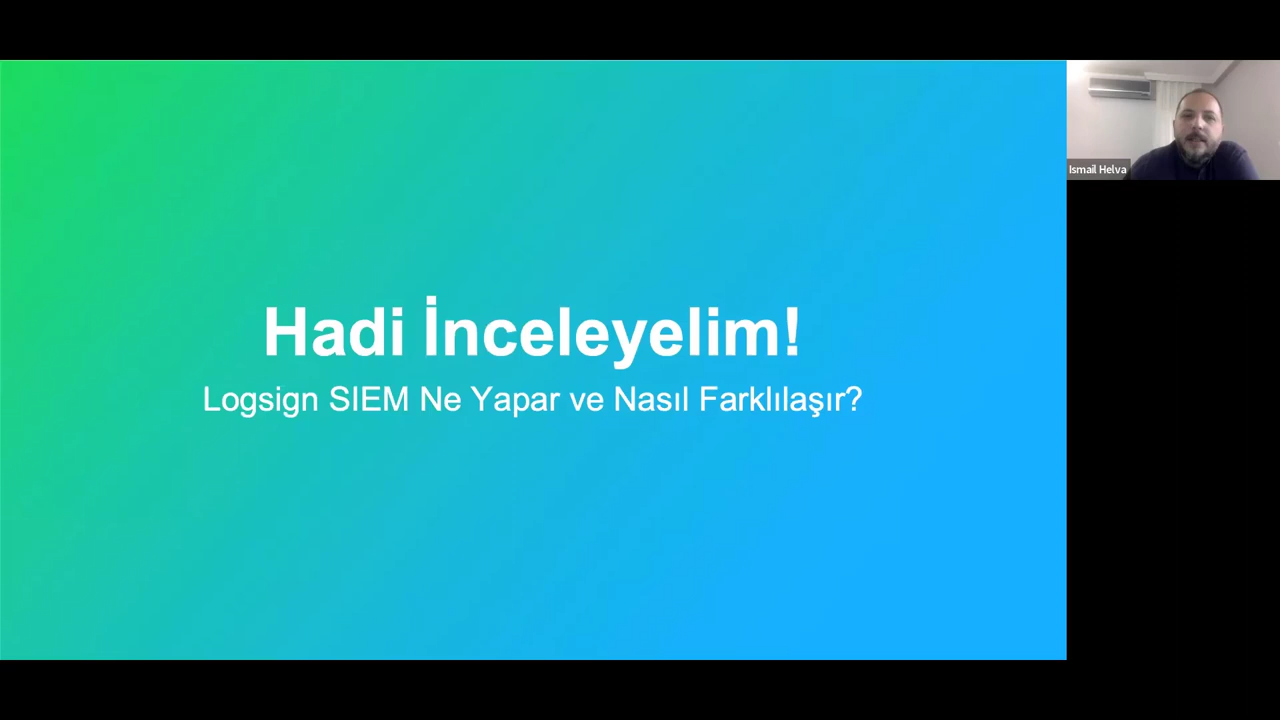 Hadi İnceleyelim!
Logsign SIEM Ne Yapar ve Nasıl Farklılaşır?
Ismail Helva